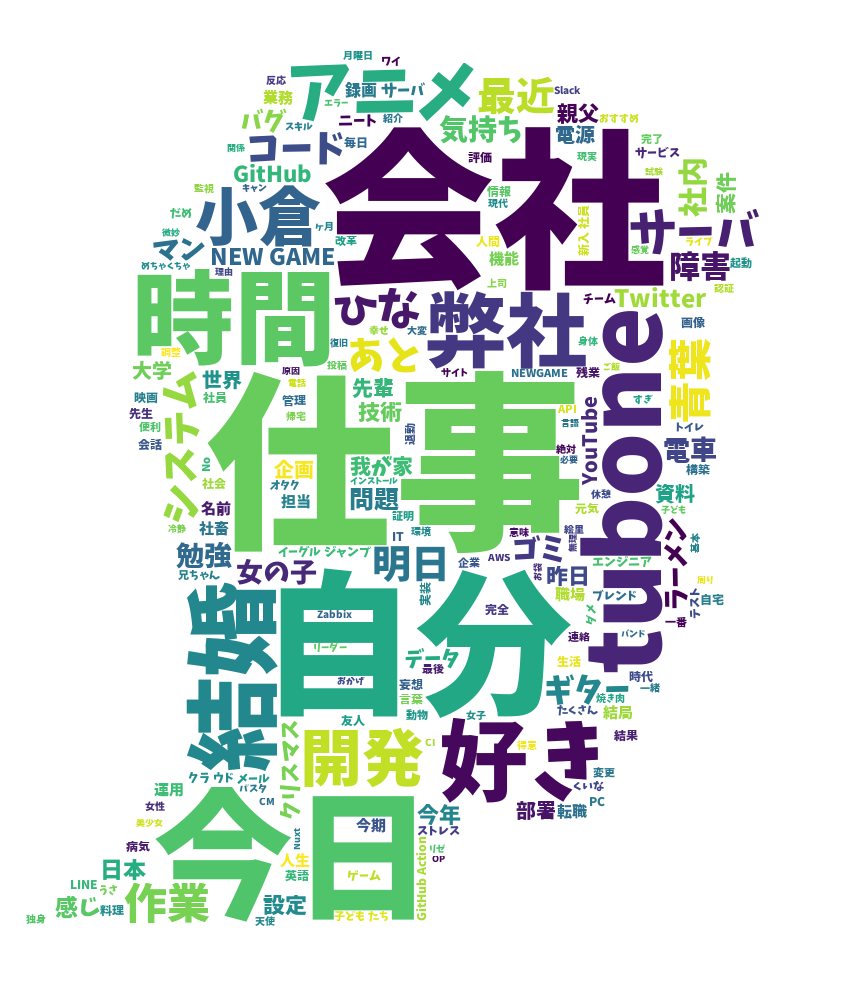 月曜日
ワイ
反応
アニメ
録画 サーバ
最近
Slack
業務
エラー
バグ
スキル
ニート
紹介
気持ち
親父
おすすめ
関係
コード
毎日
電源
完了
GitHub
会社
評価
現実
サービス
監視
キャン
情報
試験
社内
案件
だめ
小倉
ヶ月
現代
新入 社員
微妙
マン
改革
人間
サーバ
ライブ
感覚
めちゃくちゃ
NEW GAME
理由
機能
障害
起動
時間
ひな
上司
チーム
Twitter
認証
弊社
tubone
画像
調整
復旧
幸せ
大変
あと
身体
青葉
大学
世界
原因
投稿
サイト
NEWGAME
残業
ご飯
映画
システム
社員
電話
先輩
仕事
YouTube
すぎ
先生
管理
技術
API
便利
帰宅
言語
トイレ
会話
退勤
絶対
電車
No
企画
我が家
必要
構築
社会
オタク
インストール
休憩
資料
名前
担当
問題
元気
子ども
冷静
社畜
証明
環境
意味
絵里
ラーメン
基本
IT
無理
勉強
イーグル ジャンプ
明日
企業
AWS
ゴミ
エンジニア
兄ちゃん
女の子
お袋
昨日
周り
結婚
自分
実装
職場
ブレンド
テスト
自宅
Zabbix
完全
ダメ
一番
リーダー
連絡
バンド
データ
最後
生活
おかげ
妄想
ギター
時代
一緒
言葉
焼き肉
友人
動物
女子
たくさん
結局
クリスマス
開発
CI
好き
得意
結果
クラウド
メール
変更
運用
パスタ
くいな
女性
CM
今日
今年
部署
転職
PC
美少女
今期
ストレス
病気
Nuxt
リゼ
日本
人生
OP
LINE
うさ
英語
ゲーム
GitHub Action
感じ
料理
作業
設定
独身
天使
子ども たち